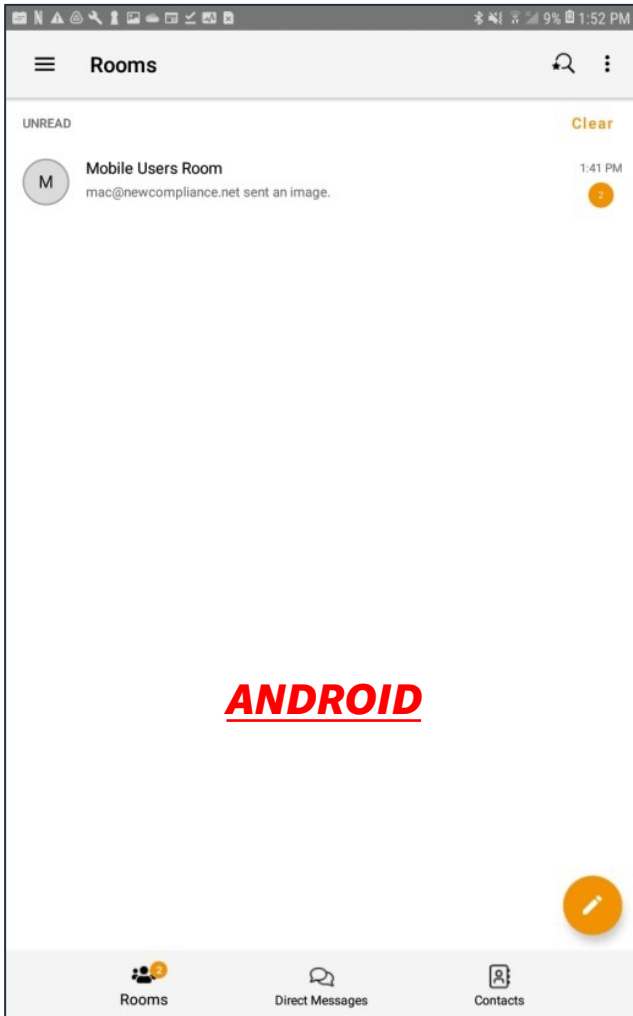 9% 1:52 PM
Rooms
UNREAD
Clear
Mobile Users Room
1:41 PM
M
mac@newcompliance.net sent an image.
2
ANDROID
2
Rooms
Direct Messages
Contacts